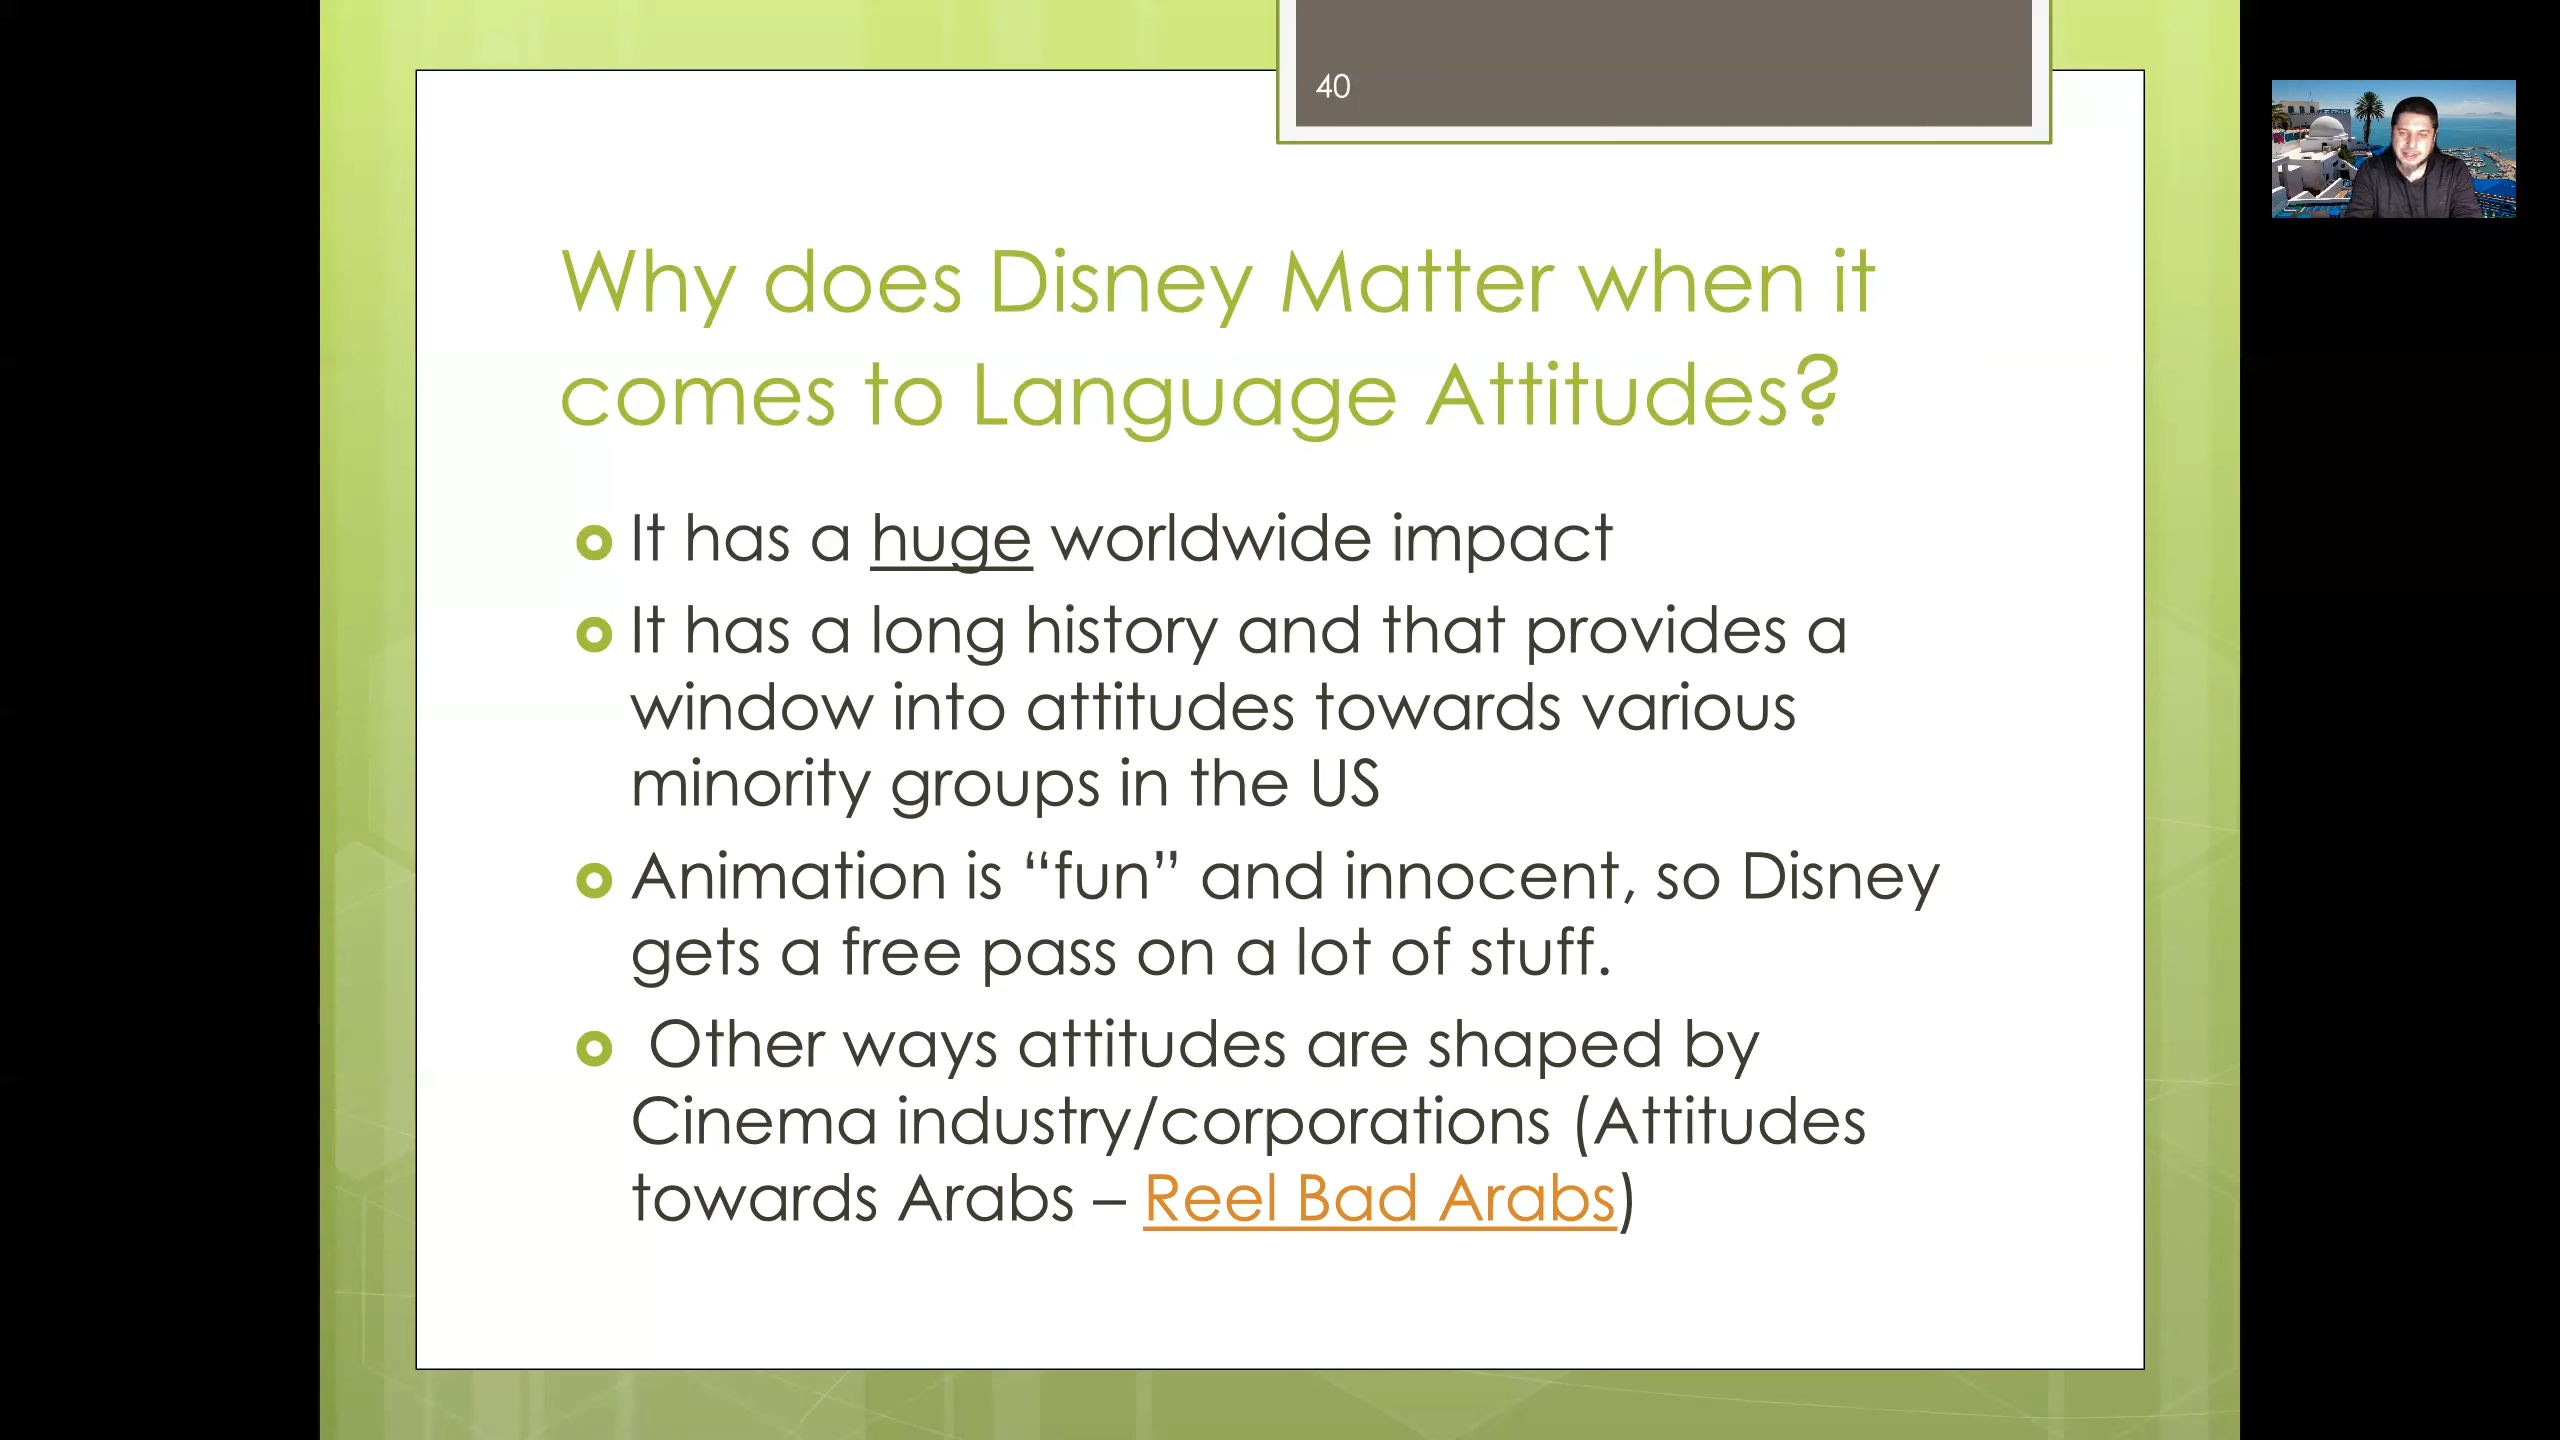 40
Why does Disney Matter when it
comes to Language Attitudes?
It has a huge worldwide impact
It has a long history and that provides a
window into attitudes towards various
minority groups in the US
Animation is “fun” and innocent, so Disney
gets a free pass on a lot of stuff.
Other ways attitudes are shaped by
Cinema industry/corporations (Attitudes
towards Arabs – Reel Bad Arabs)